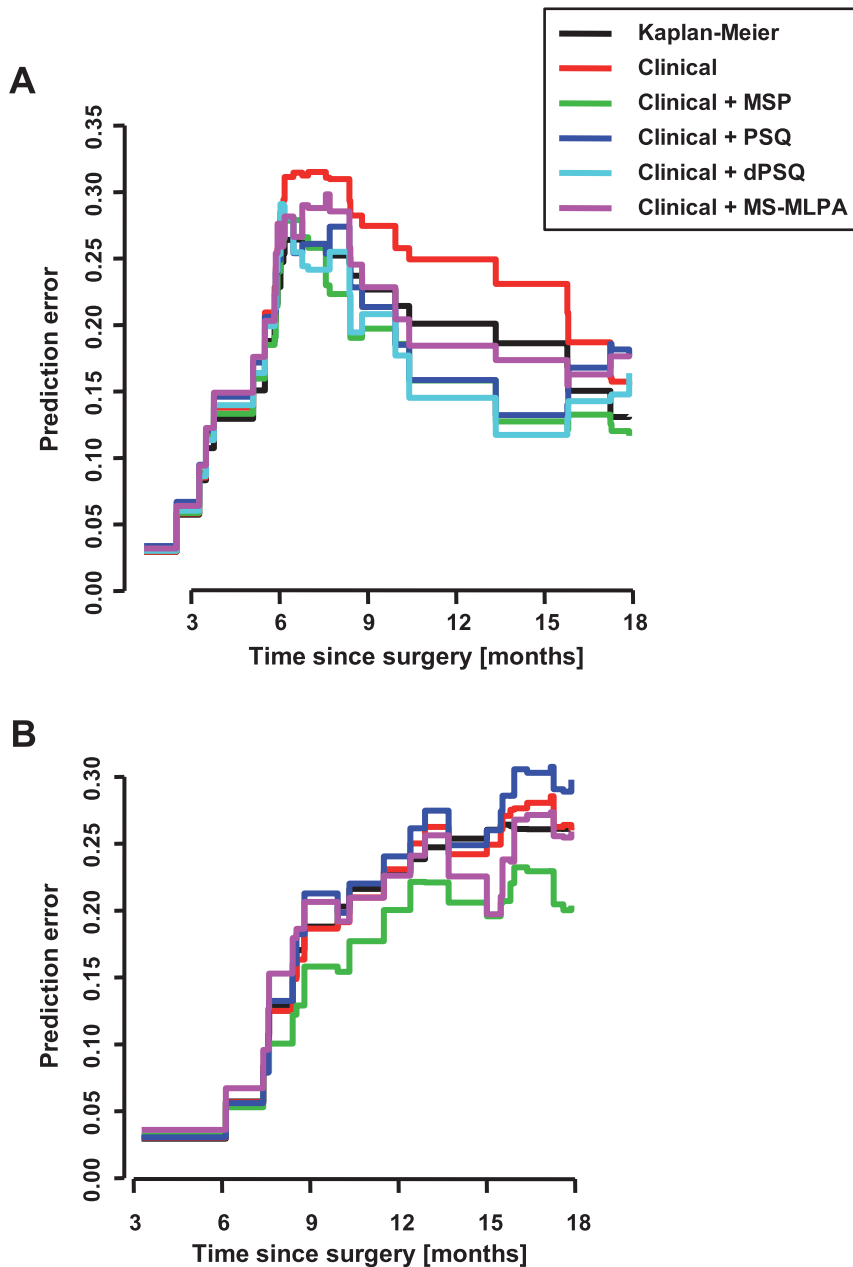 Kaplan-Meier
Clinical
Clinical + MSP
Clinical + PSQ
Clinical + dPSQ
Clinical + MS-MLPA
A
Prediction error
0.35
0.30
0.25
0.20
0.15
0.10
0.05
0.00
3 6 9 12 15 18
Time since surgery [months]
B
Prediction error
0.30
0.25
0.20
0.15
0.10
0.05
0.00
3 6 9 12 15 18
Time since surgery [months]